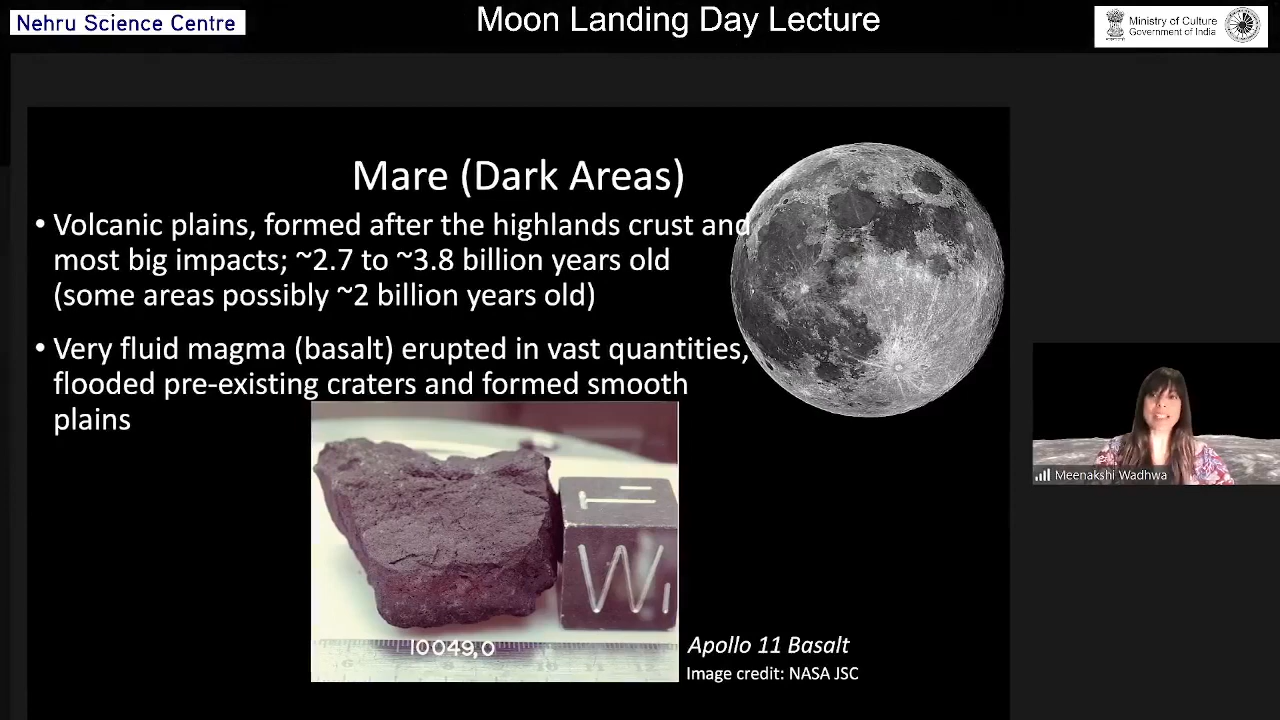 Nehru Science Centre
Moon Landing Day Lecture
Ministry of Culture
Government of India
Mare (Dark Areas)
• Volcanic plains, formed after the highlands crust and
most big impacts; ~2.7 to ~3.8 billion years old
(some areas possibly ~2 billion years old)
• Very fluid magma (basalt) erupted in vast quantities,
flooded pre-existing craters and formed smooth
plains
T
W1
10049,0
Apollo 11 Basalt
Image credit: NASA JSC
Meenakshi Wadhwa